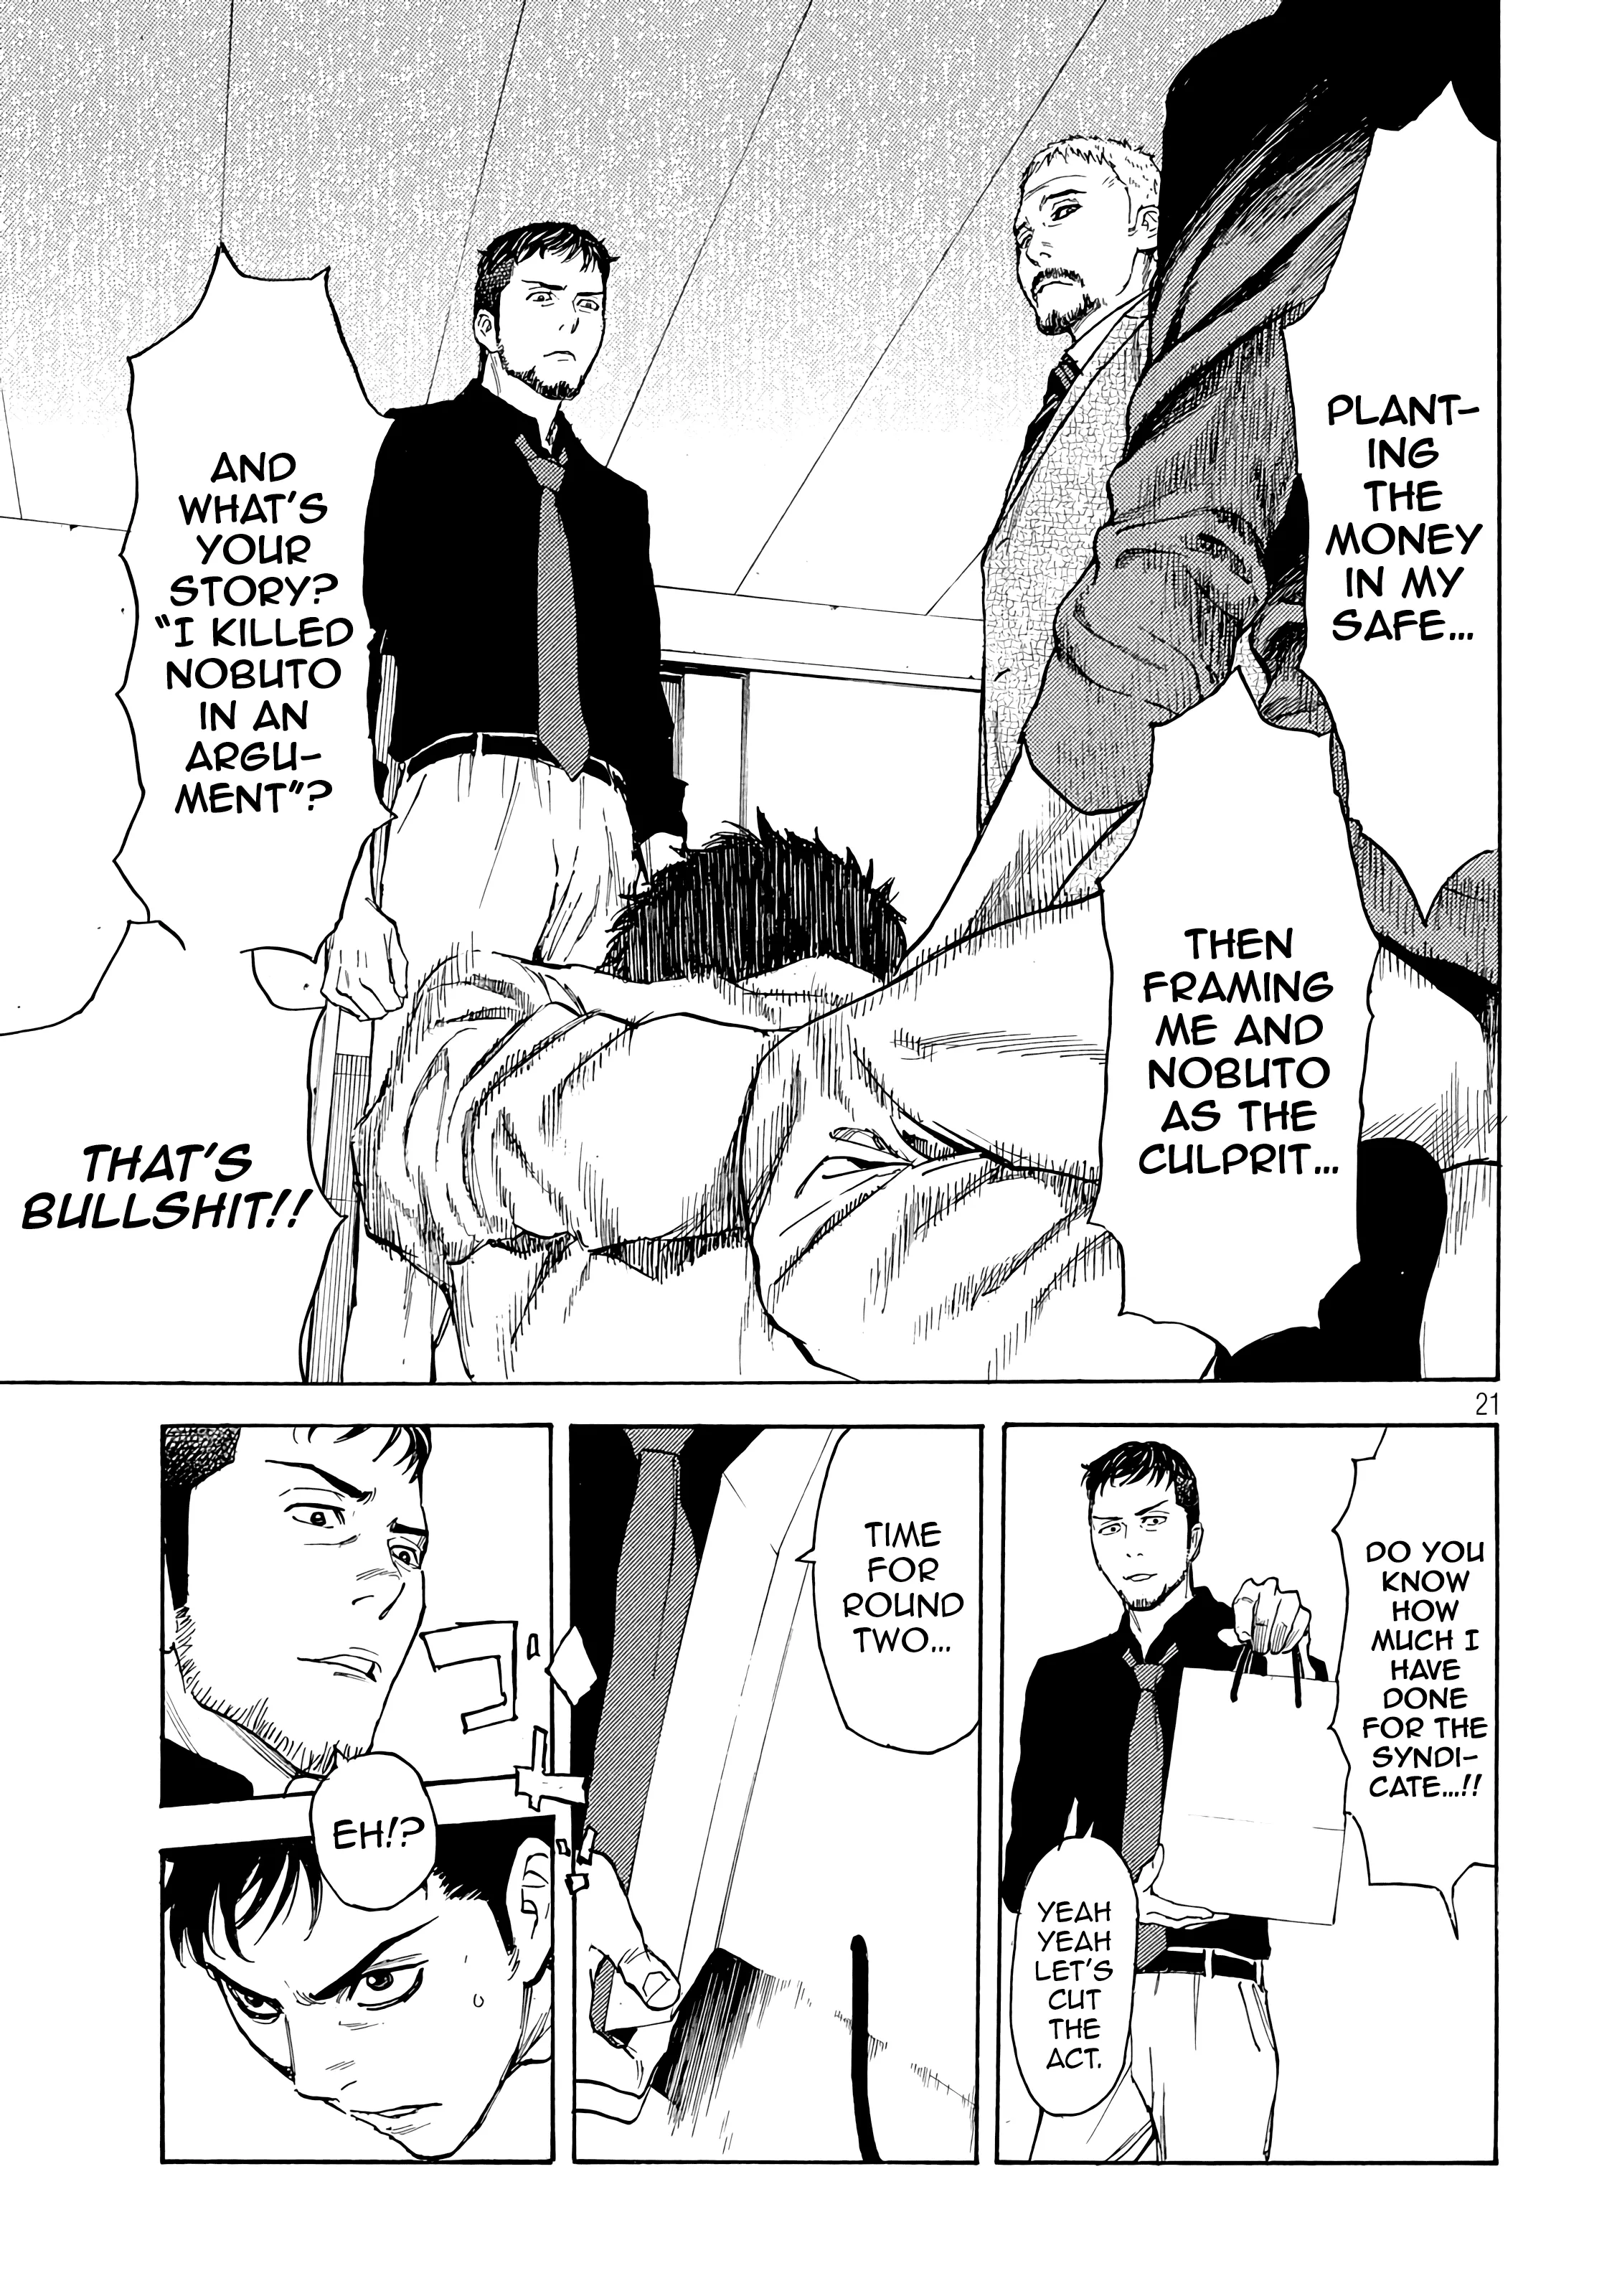 PLANT-
ING
THE
MONEY
IN MY
SAFE...
THEN
FRAMING
ME AND
NOBUTO
AS THE
CULPRIT...
AND
WHAT'S
YOUR
STORY?
"I KILLED
NOBUTO
IN AN
ARGU-
MENT"?
THAT'S
BULLSHIT!!
21
DO YOU
KNOW
HOW
MUCH I
HAVE
DONE
FOR THE
SYNDI-
CATE...!!
YEAH
YEAH
LET'S
CUT
THE
ACT.
TIME
FOR
ROUND
TWO...
EH!?